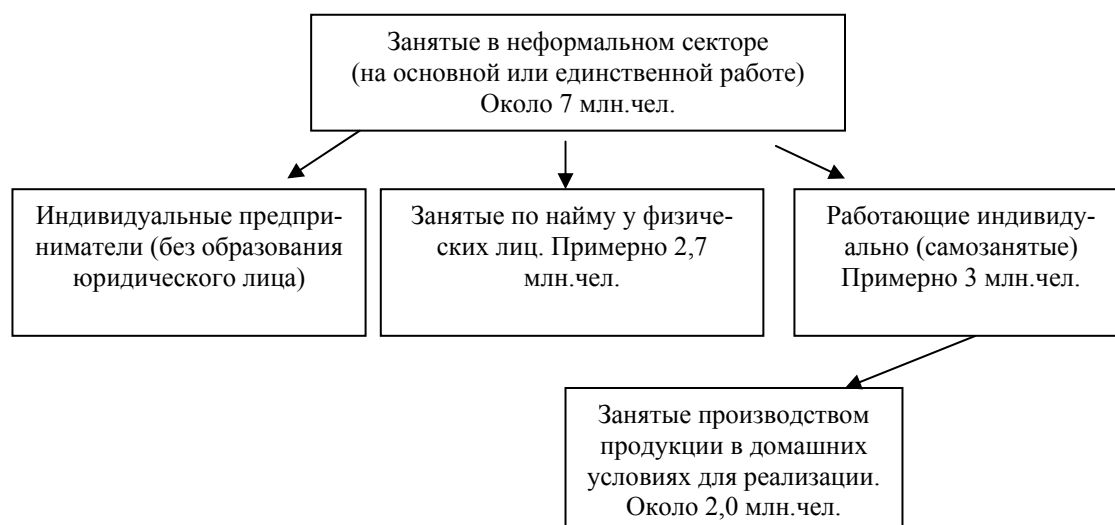 Занятые в неформальном секторе
(на основной или единственной работе)
Около 7 млн.чел.
Индивидуальные предпри-
ниматели (без образования
юридического лица)
Занятые по найму у физиче-
ских лиц. Примерно 2,7
млн.чел.
Работающие индивиду-
ально (самозанятые)
Примерно 3 млн.чел.
Занятые производством
продукции в домашних
условиях для реализации.
Около 2,0 млн.чел.